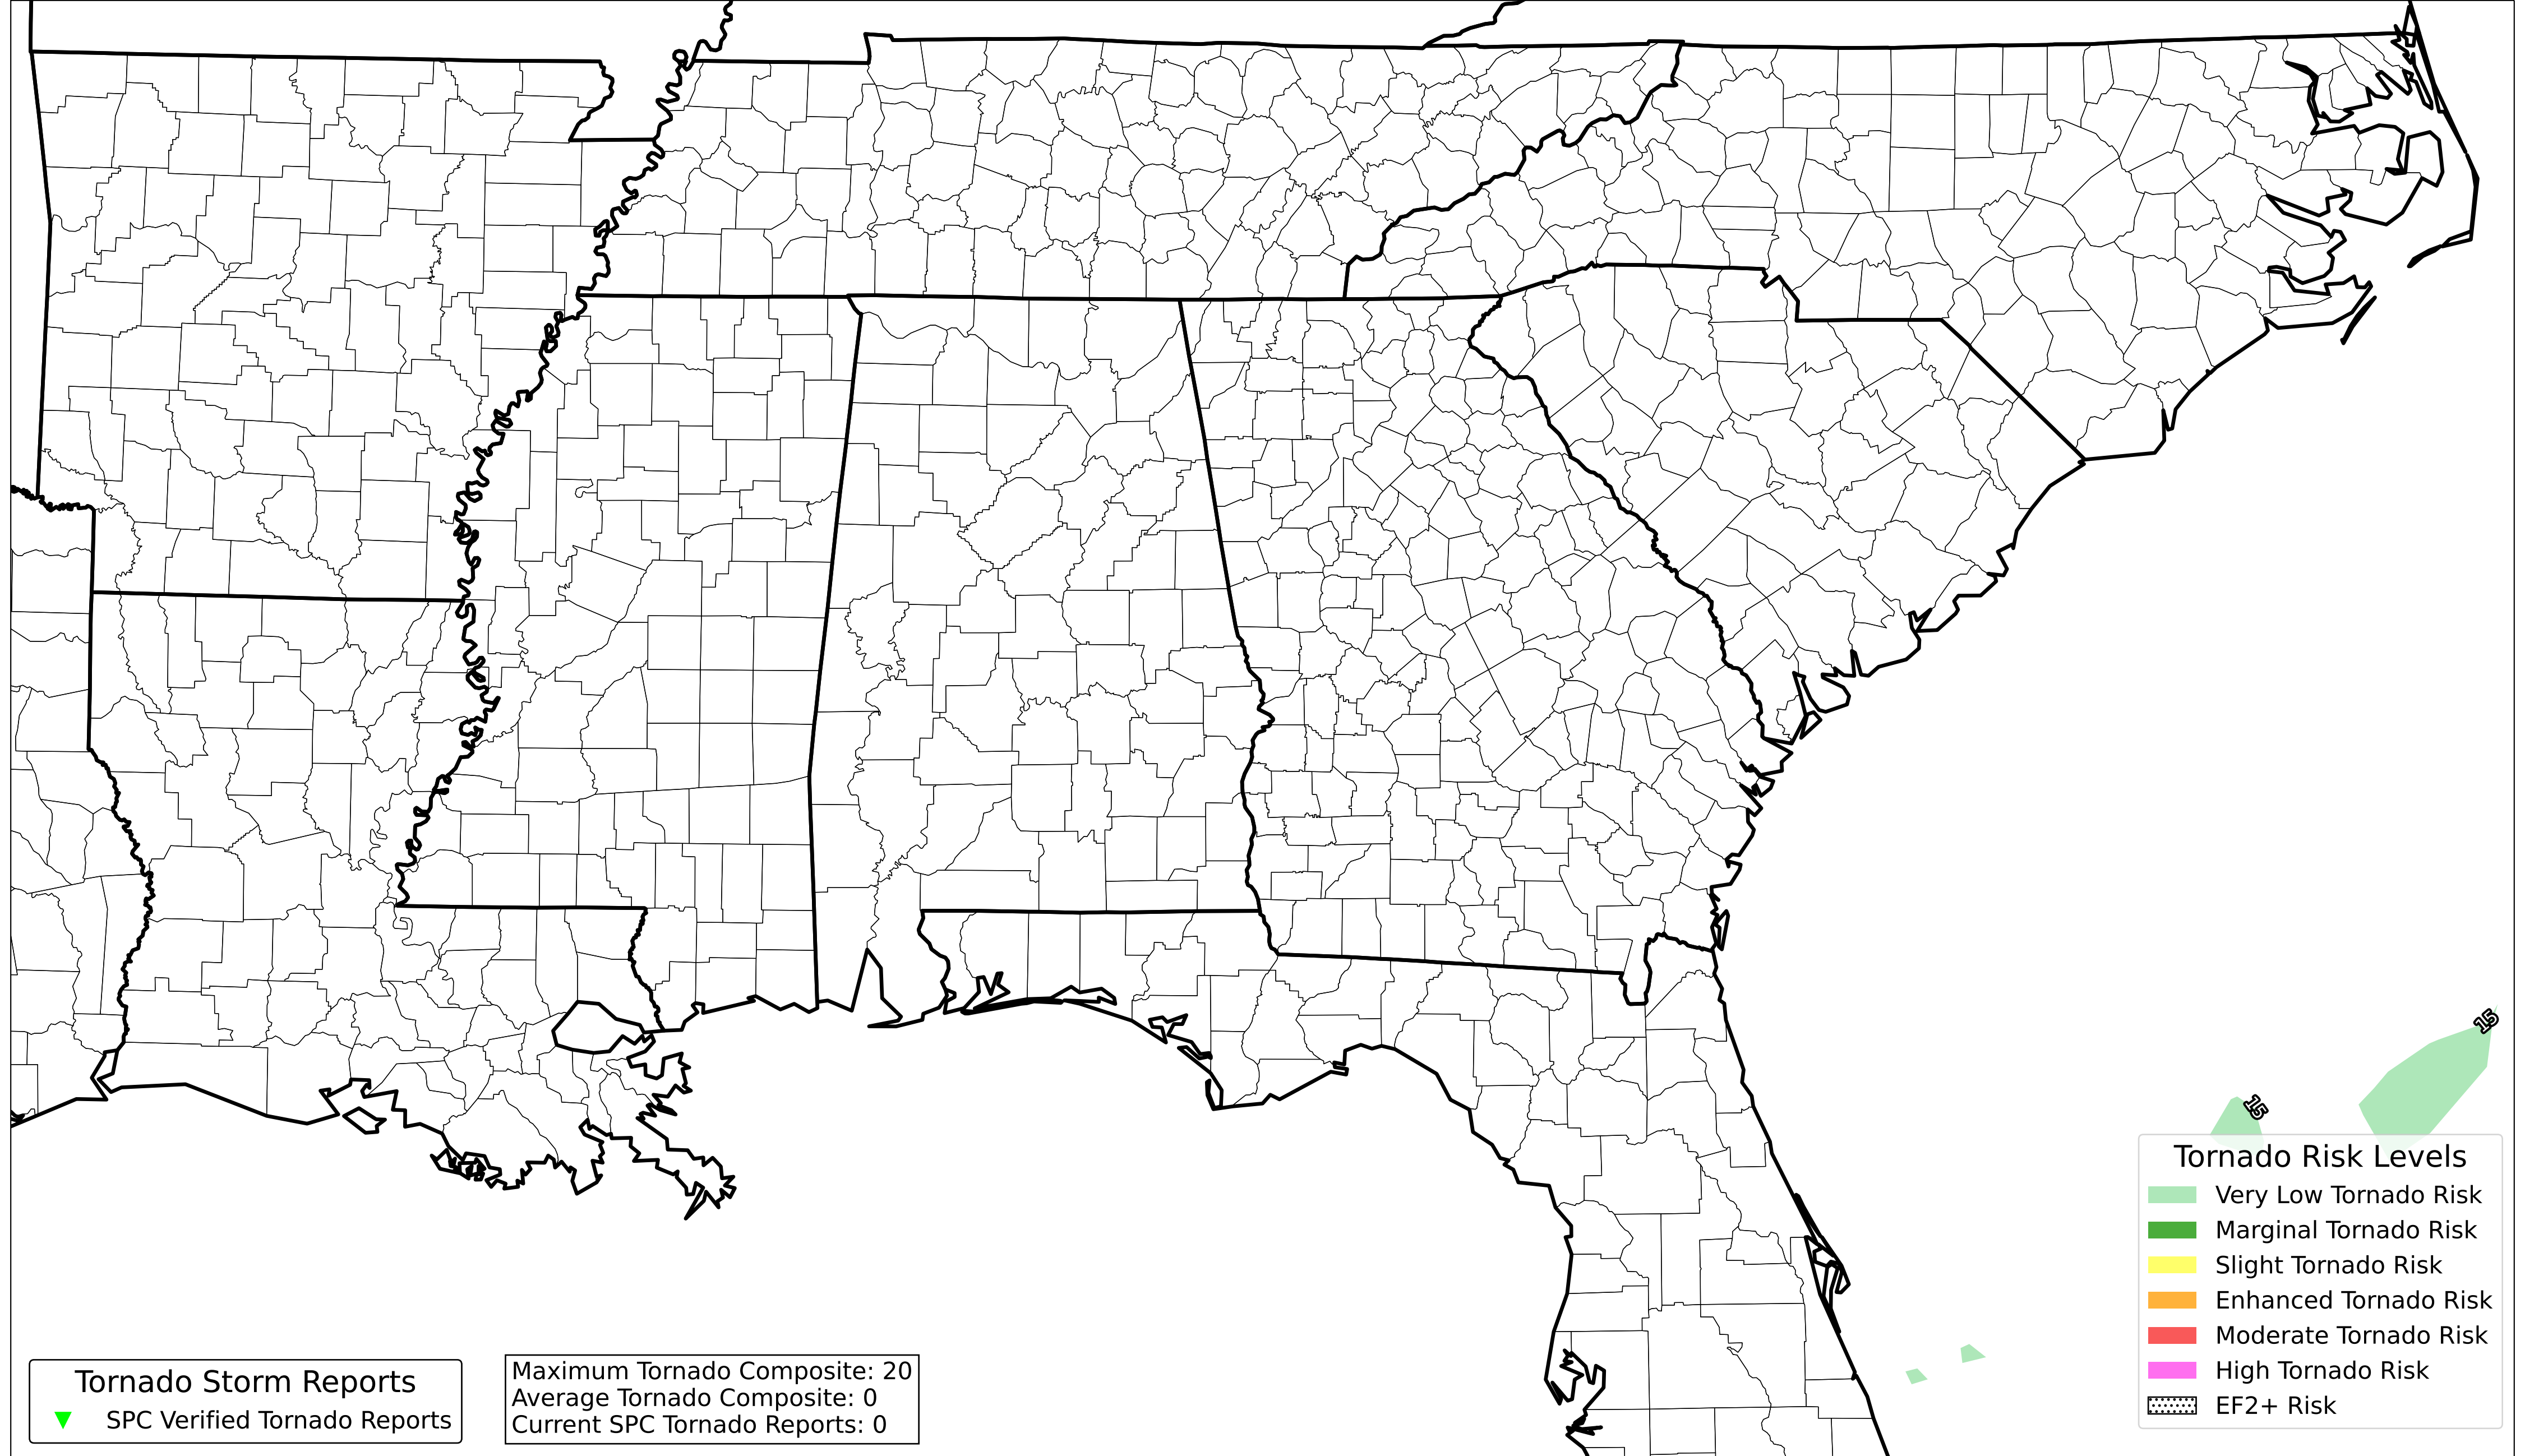 15
15
Tornado Risk Levels
Very Low Tornado Risk
Marginal Tornado Risk
Slight Tornado Risk
Enhanced Tornado Risk
Moderate Tornado Risk
High Tornado Risk
EF2+ Risk
Tornado Storm Reports
SPC Verified Tornado Reports
Maximum Tornado Composite: 20
Average Tornado Composite: 0
Current SPC Tornado Reports: 0